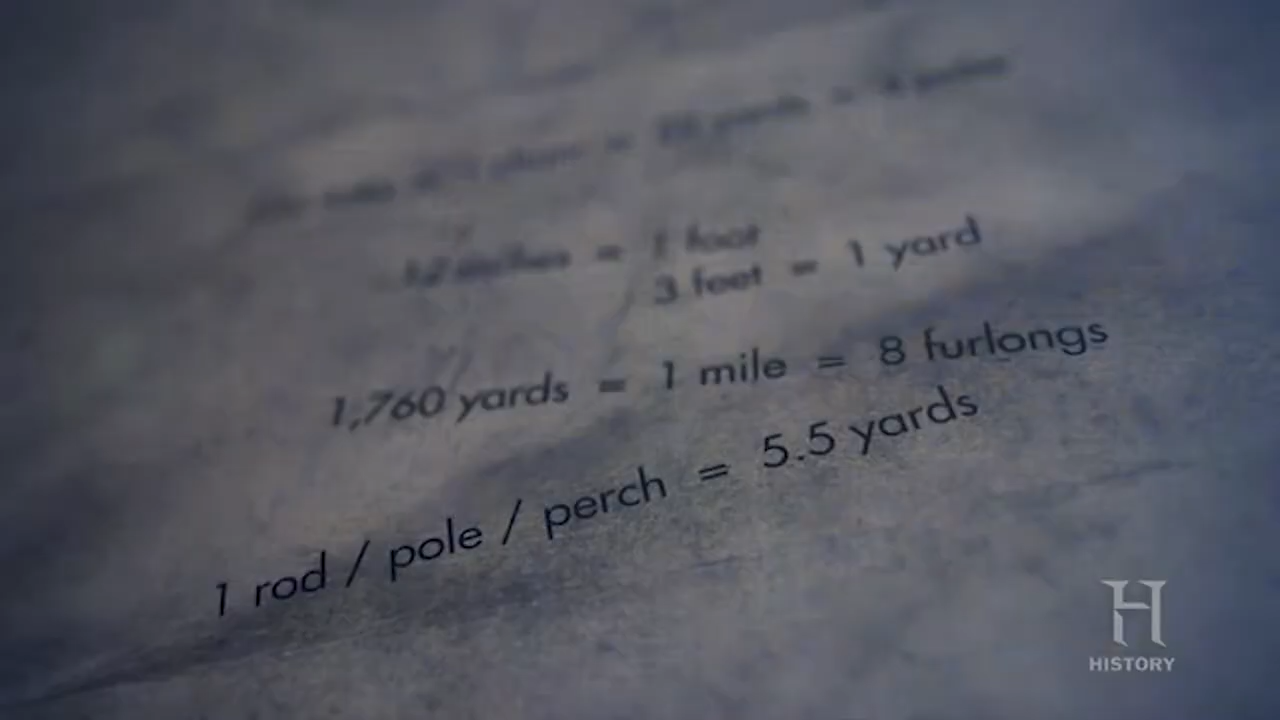 12 inches = 1 foot
3 feet = 1 yard
1,760 yards = 1 mile = 8 furlongs
1 rod / pole / perch = 5.5 yards
H
HISTORY